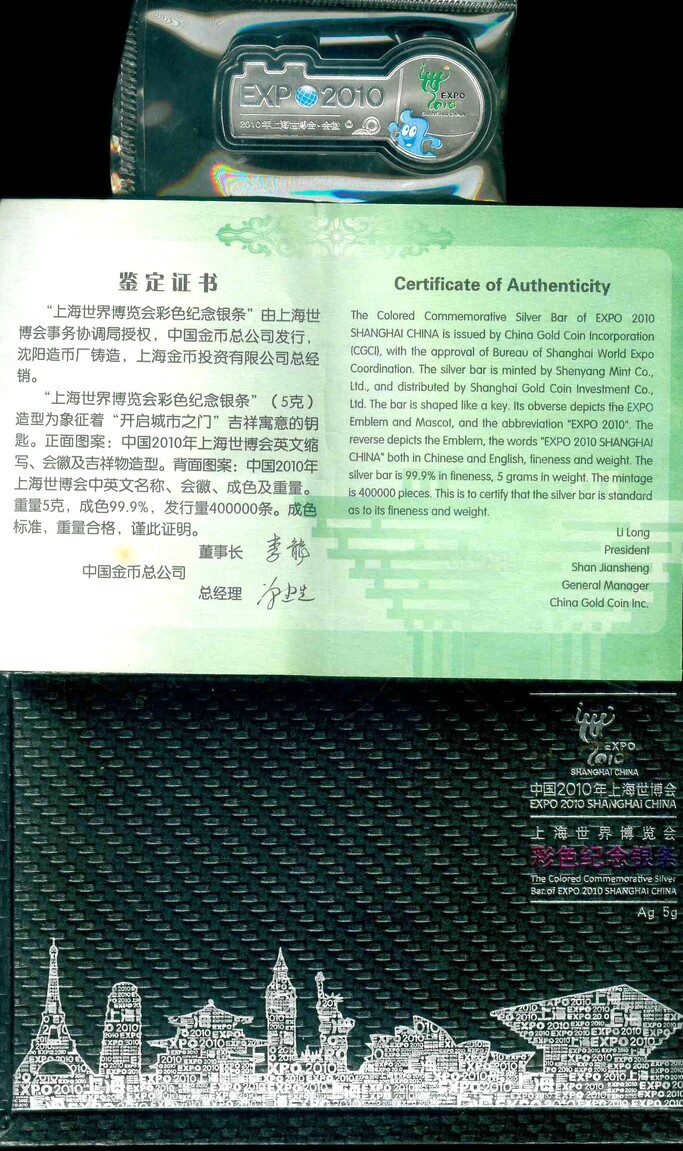 EXPO 2010
2010年上海世博会·会徽
EXPO
2010
SHANGHAI CHINA
鉴定证书
“上海世界博览会彩色纪念银条”由上海世
博会事务协调局授权，中国金币总公司发行，
沈阳造币厂铸造，上海金币投资有限公司总经
销。
“上海世界博览会彩色纪念银条”（5克）
造型为象征着“开启城市之门”吉祥寓意的钥
匙。正面图案：中国2010年上海世博会英文缩
写、会徽及吉祥物造型。背面图案：中国2010年
上海世博会中英文名称、会徽、成色及重量。
重量5克，成色99.9%，发行量400000条。成色
标准，重量合格，谨此证明。
董事长
中国金币总公司
总经理
Certificate of Authenticity
The Colored Commemorative Silver Bar of EXPO 2010
SHANGHAI CHINA is issued by China Gold Coin Incorporation
(CGCI), with the approval of Bureau of Shanghai World Expo
Coordination. The silver bar is minted by Shenyang Mint Co.,
Ltd., and distributed by Shanghai Gold Coin Investment Co.,
Ltd. The bar is shaped like a key. Its obverse depicts the EXPO
Emblem and Mascot, and the abbreviation "EXPO 2010". The
reverse depicts the Emblem, the words "EXPO 2010 SHANGHAI
CHINA" both in Chinese and English, fineness and weight. The
silver bar is 99.9% in fineness, 5 grams in weight. The mintage
is 400000 pieces. This is to certify that the silver bar is standard
as to its fineness and weight.
Li Long
President
Shan Jiansheng
General Manager
China Gold Coin Inc.
EXPO
2010
SHANGHAI CHINA
中国2010年上海世博会
EXPO 2010 SHANGHAI CHINA
上海世界博览会
彩色纪念银条
The Colored Commemorative Silver
Bar of EXPO 2010 SHANGHAI CHINA
Ag 5g